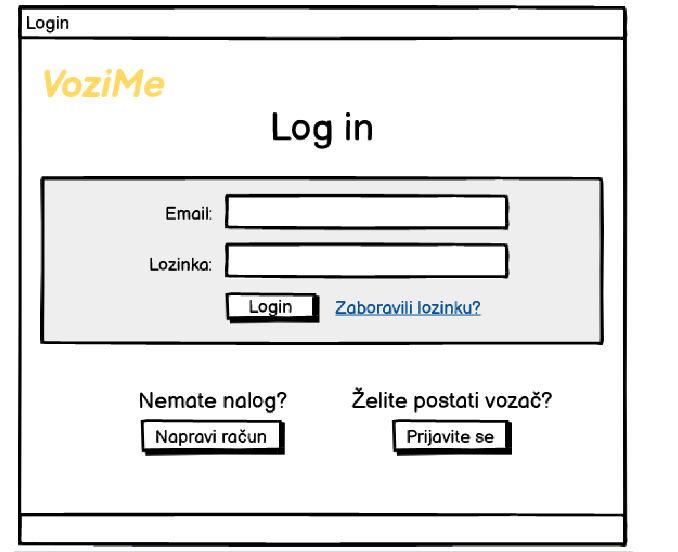 Login
VoziMe
Log in
Email:
Lozinka:
Login Zaboravili lozinku?
Nemate nalog? Želite postati vozač?
Napravi račun Prijavite se